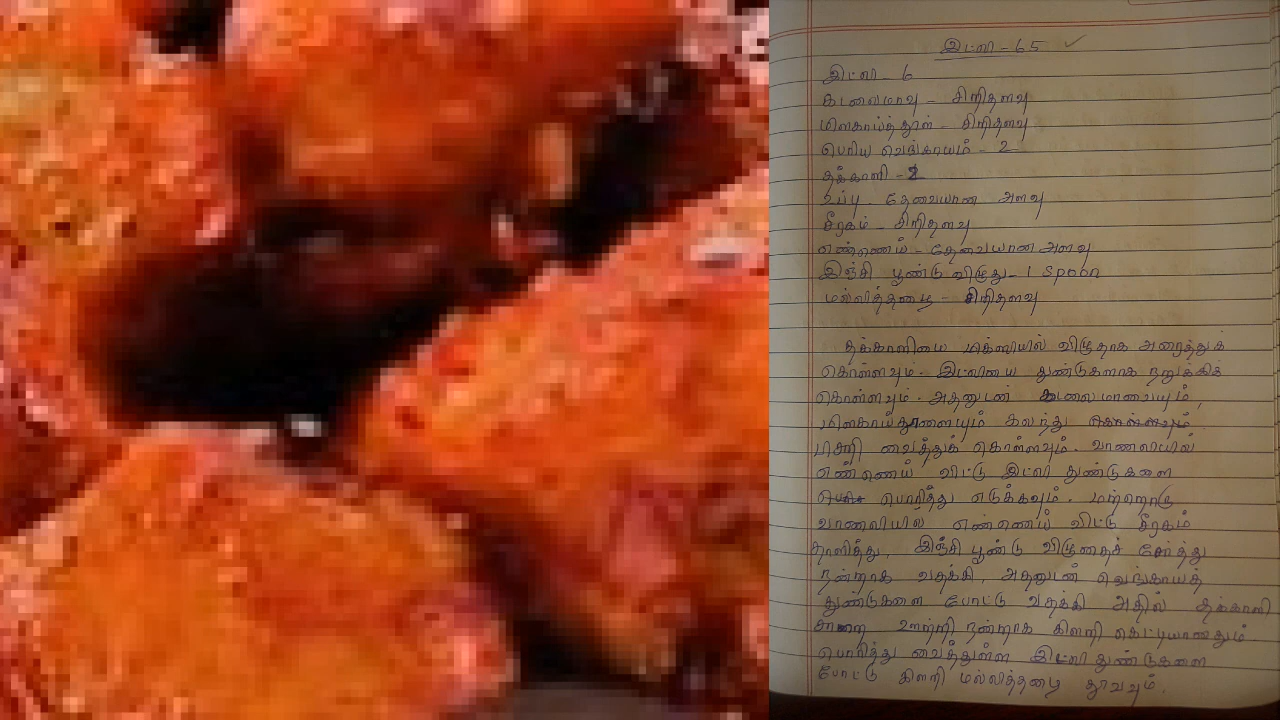 இட்லி - 65 ✓
இட்லி - 6
கடலைமாவு - சிறிதளவு
மிளகாய்த்தூள் - சிறிதளவு
பெரிய வெங்காயம் - 2
தக்காளி - 2
உப்பு - தேவையான அளவு
சீரகம் - சிறிதளவு
எண்ணெய் - தேவையான அளவு
இஞ்சி பூண்டு விழுது - 1 spoon
மல்லித்தழை - சிறிதளவு
தக்காளியை மிக்ஸியில் விழுதாக அரைத்துக்
கொள்ளவும். இட்லியை துண்டுகளாக நறுக்கிக்
கொள்ளவும். அதனுடன் கடலைமாவையும்,
மிளகாய்தூளையும் கலந்து
பிசறி வைத்துக் கொள்ளவும். வாணலியில்
எண்ணெய் விட்டு இட்லி துண்டுகளை
பொரித்து எடுக்கவும். மற்றொரு
வாணலியில் எண்ணெய் விட்டு சீரகம்
தாளித்து, இஞ்சி பூண்டு விழுதைச் சேர்த்து
நன்றாக வதக்கி, அதனுடன் வெங்காயத்
துண்டுகளை போட்டு வதக்கி அதில் தக்காளி
சாறை ஊற்றி நன்றாக கிளறி கெட்டியானதும்
பொரித்து வைத்துள்ள இட்லி துண்டுகளை
போட்டு கிளறி மல்லித்தழை தூவவும்.